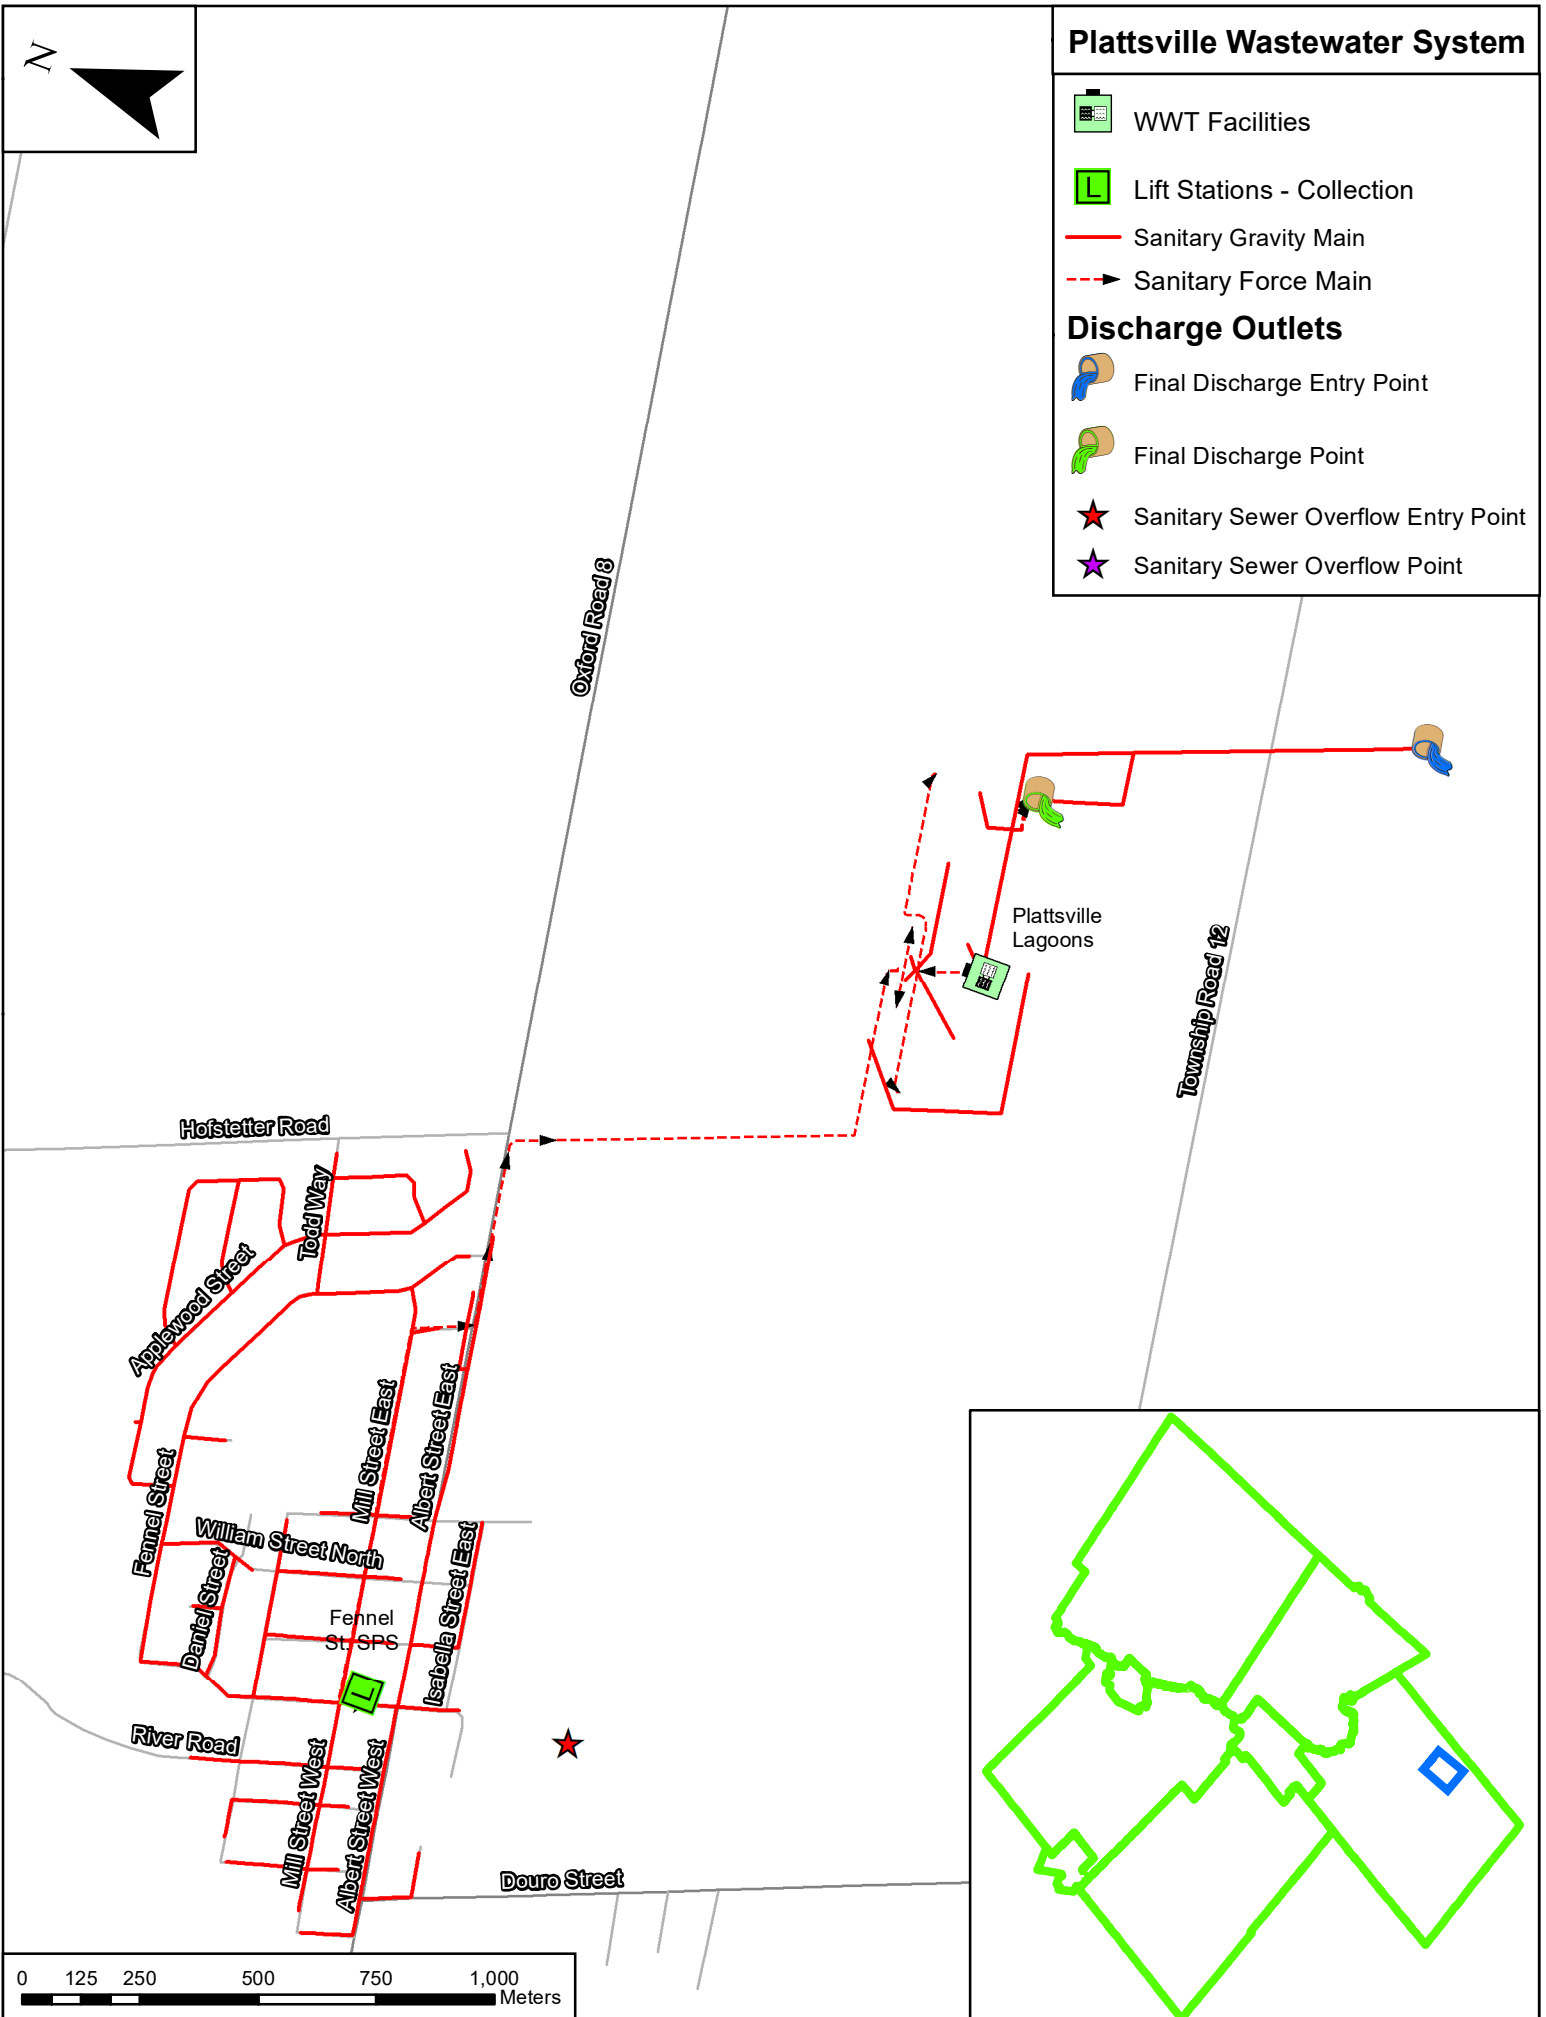 N
Plattsville Wastewater System
WWT Facilities
L
Lift Stations - Collection
Sanitary Gravity Main
Sanitary Force Main
Discharge Outlets
Final Discharge Entry Point
Final Discharge Point
Sanitary Sewer Overflow Entry Point
Sanitary Sewer Overflow Point
Oxford Road 8
Plattsville
Lagoons
Township Road 12
Hofstetter Road
Todd Way
Applewood Street
Mill Street East
Albert Street East
Fennel Street
William Street North
Daniel Street
Isabella Street East
Fennel
St. SPS
L
River Road
Mill Street West
Albert Street West
Douro Street
0 125 250 500 750 1,000
Meters